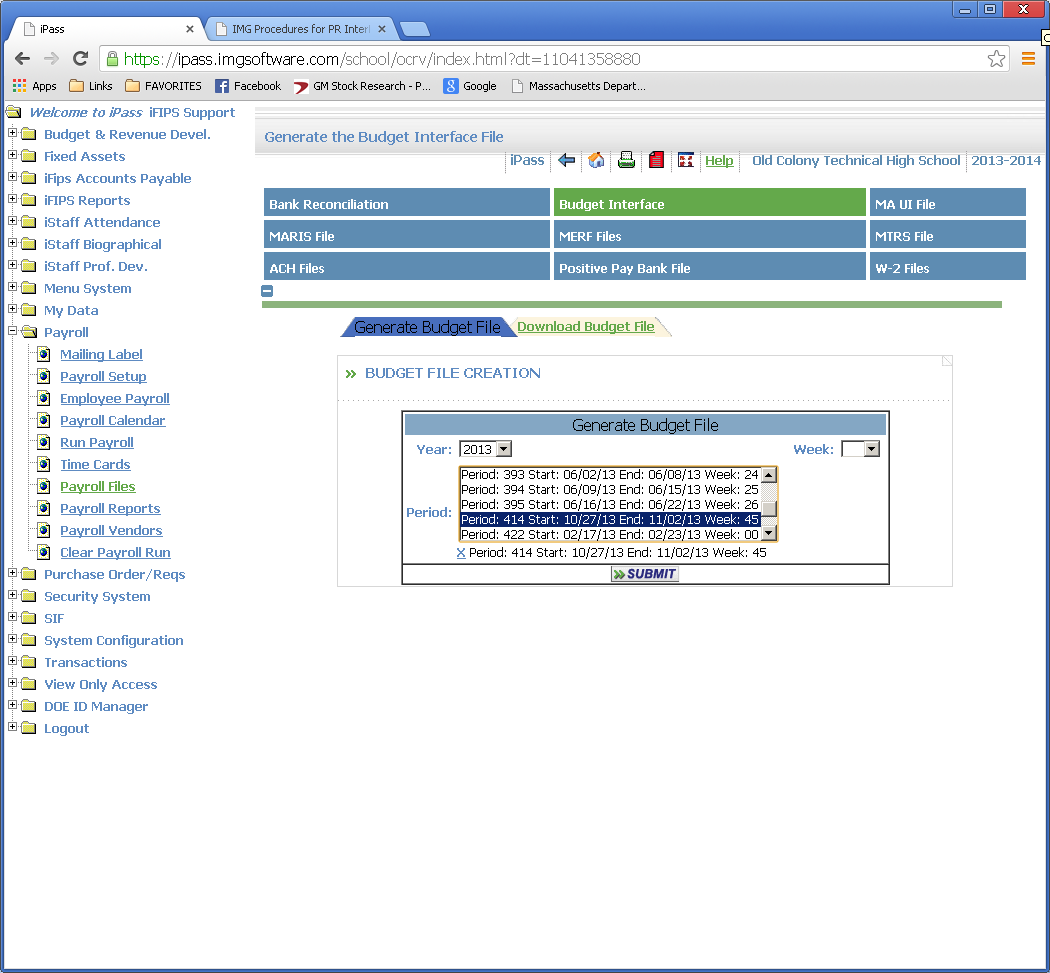 iPass
IMG Procedures for PR Inter
https://ipass.imgsoftware.com/school/ocrv/index.html?dt=11041358880
Apps Links FAVORITES Facebook GM Stock Research - P... Google Massachusetts Depart...
Welcome to iPass iFIPS Support
Budget & Revenue Devel.
Fixed Assets
iFips Accounts Payable
iFIPS Reports
iStaff Attendance
iStaff Biographical
iStaff Prof. Dev.
Menu System
My Data
Payroll
Mailing Label
Payroll Setup
Employee Payroll
Payroll Calendar
Run Payroll
Time Cards
Payroll Files
Payroll Reports
Payroll Vendors
Clear Payroll Run
Purchase Order/Reqs
Security System
SIF
System Configuration
Transactions
View Only Access
DOE ID Manager
Logout
Generate the Budget Interface File
iPass Help Old Colony Technical High School 2013-2014
Bank Reconciliation Budget Interface MA UI File
MARIS File MERF Files MTRS File
ACH Files Positive Pay Bank File W-2 Files
Generate Budget File Download Budget File
BUDGET FILE CREATION
Generate Budget File
Year: 2013 Week:
Period:
Period: 393 Start: 06/02/13 End: 06/08/13 Week: 24
Period: 394 Start: 06/09/13 End: 06/15/13 Week: 25
Period: 395 Start: 06/16/13 End: 06/22/13 Week: 26
Period: 414 Start: 10/27/13 End: 11/02/13 Week: 45
Period: 422 Start: 02/17/13 End: 02/23/13 Week: 00
X Period: 414 Start: 10/27/13 End: 11/02/13 Week: 45
SUBMIT